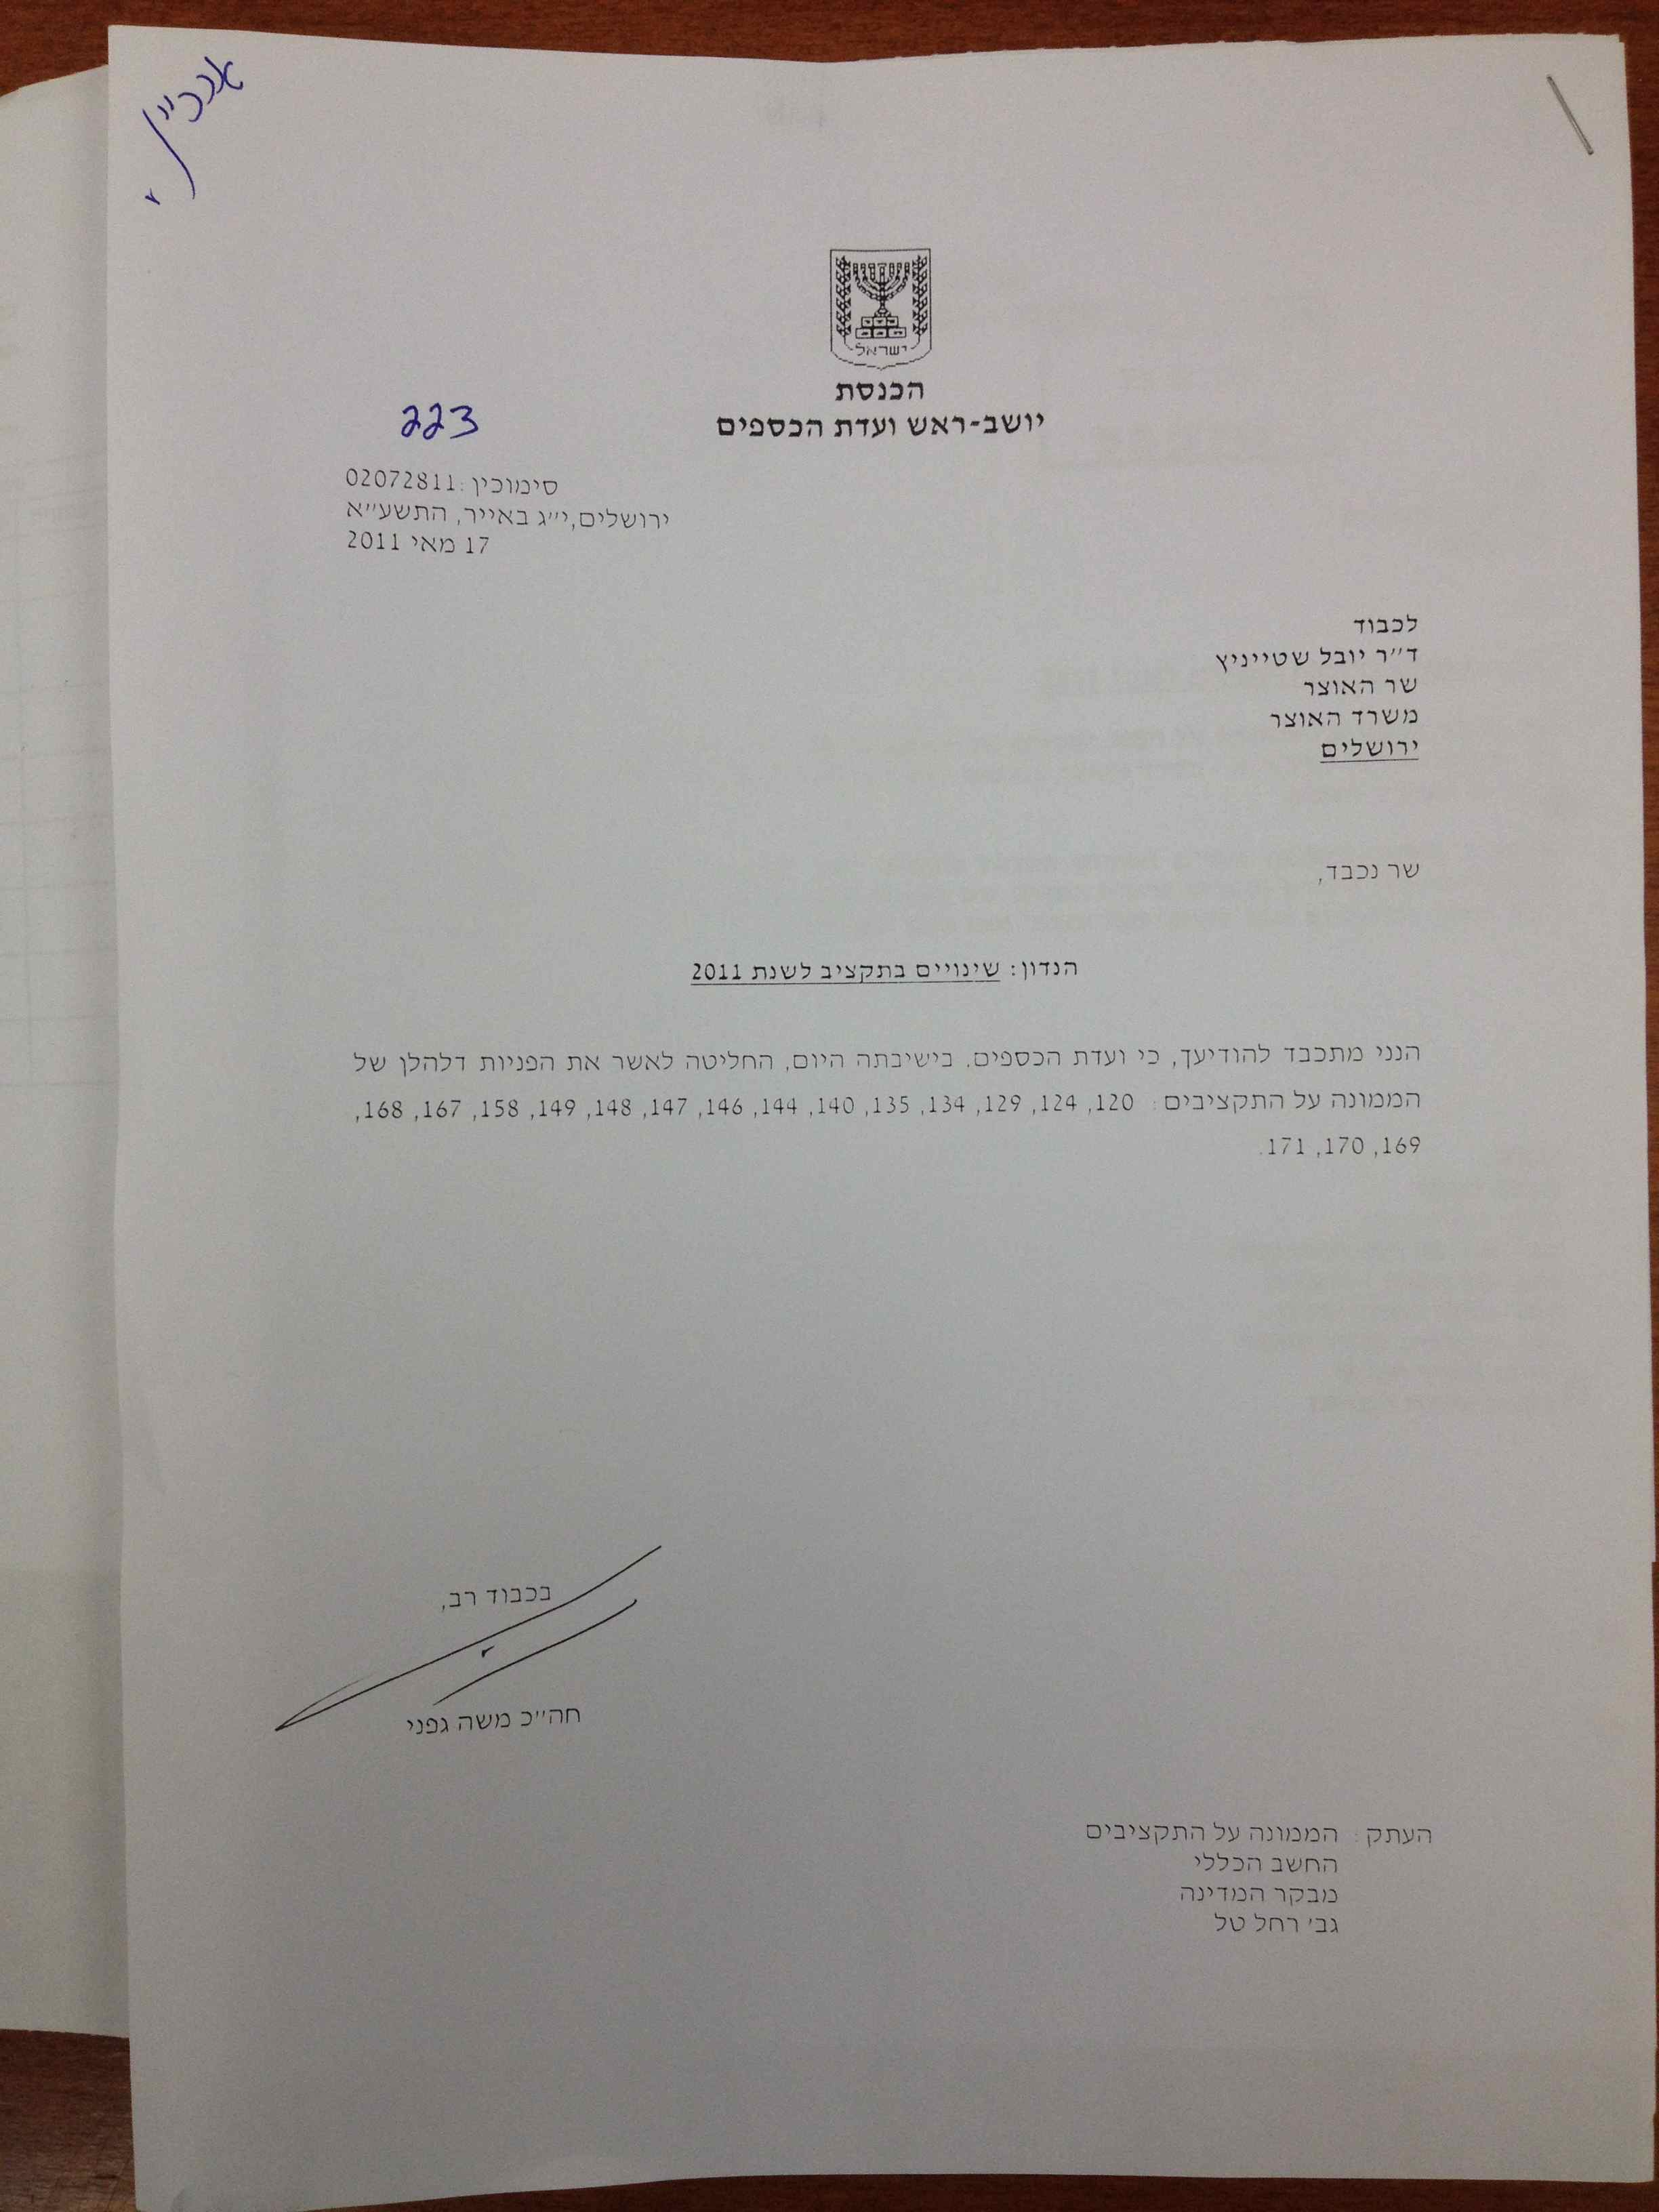 ארכיין
ישראל
הכנסת
יושב-ראש ועדת הכספים
223
סימוכין: 02072811
ירושלים, י"ג באייר, התשע"א
17 מאי 2011
לכבוד
ד"ר יובל שטייניץ
שר האוצר
משרד האוצר
ירושלים
שר נכבד,
הנדון: שינויים בתקציב לשנת 2011
הנני מתכבד להודיעך, כי ועדת הכספים, בישיבתה היום, החליטה לאשר את הפניות דלהלן של
הממונה על התקציבים: 120, 124, 129, 134, 135, 140, 144, 146, 147, 148, 149, 158, 167, 168,
169, 170, 171.
בכבוד רב,
חה"כ משה גפני
העתק: הממונה על התקציבים
החשב הכללי
מבקר המדינה
גב' רחל טל